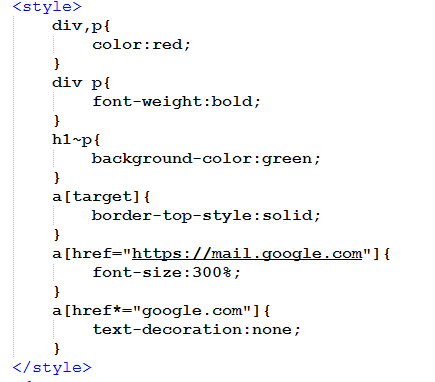 <style>
div,p{
color:red;
}
div p{
font-weight:bold;
}
h1~p{
background-color:green;
}
a[target]{
border-top-style:solid;
}
a[href="https://mail.google.com"]{
font-size:300%;
}
a[href*="google.com"]{
text-decoration:none;
}
</style>